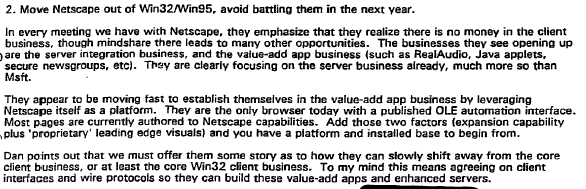 2. Move Netscape out of Win32/Win95, avoid battling them in the next year.
In every meeting we have with Netscape, they emphasize that they realize there is no money in the client
business, though mindshare there leads to many other opportunities. The businesses they see opening up
are the server integration business, and the value-add app business (such as RealAudio, Java applets,
secure newsgroups, etc). They are clearly focusing on the server business already, much more so than
Msft.
They appear to be moving fast to establish themselves in the value-add app business by leveraging
Netscape itself as a platform. They are the only browser today with a published OLE automation interface.
Most pages are currently authored to Netscape capabilities. Add those two factors (expansion capability
plus 'proprietary' leading edge visuals) and you have a platform and installed base to begin from.
Dan points out that we must offer them some story as to how they can slowly shift away from the core
client business, or at least the core Win32 client business. To my mind this means agreeing on client
interfaces and wire protocols so they can build these value-add apps and enhanced servers.